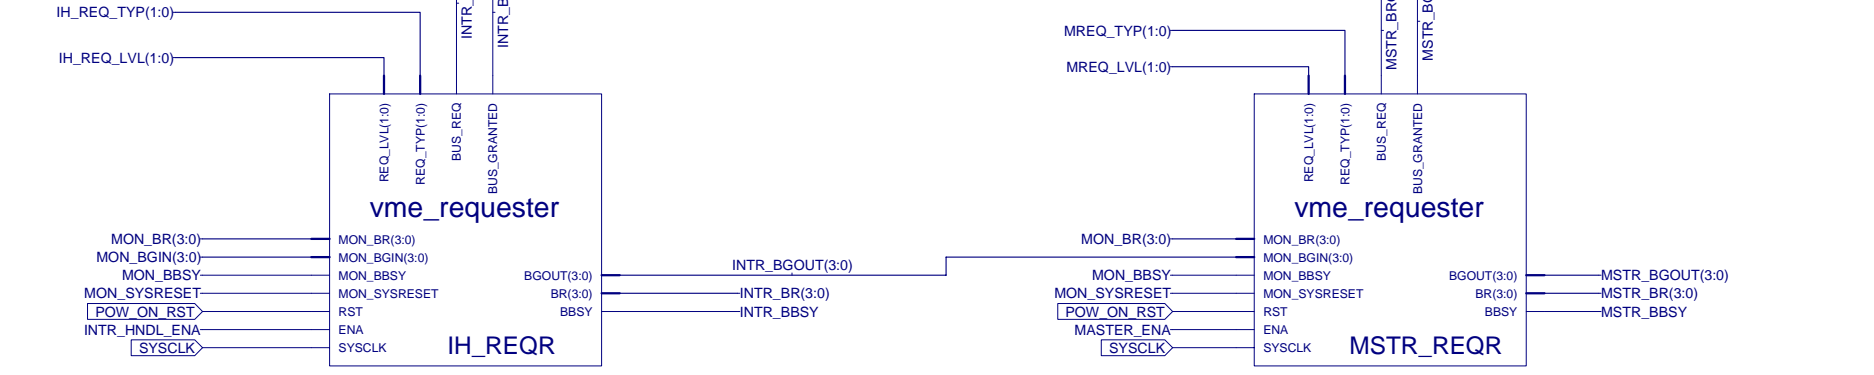 IH_REQ_TYP(1:0)
IH_REQ_LVL(1:0)
INTR_
INTR_B
REQ_LVL(1:0)
REQ_TYP(1:0)
BUS_REQ
BUS_GRANTED
vme_requester
MON_BR(3:0)
MON_BGIN(3:0)
MON_BBSY
MON_SYSRESET
POW_ON_RST
INTR_HNDL_ENA
SYSCLK
MON_BR(3:0)
MON_BGIN(3:0)
MON_BBSY
MON_SYSRESET
RST
ENA
SYSCLK
BGOUT(3:0)
BR(3:0)
BBSY
IH_REQR
INTR_BGOUT(3:0)
INTR_BR(3:0)
INTR_BBSY
MREQ_TYP(1:0)
MREQ_LVL(1:0)
MSTR_BR
MSTR_B
REQ_LVL(1:0)
REQ_TYP(1:0)
BUS_REQ
BUS_GRANTED
vme_requester
MON_BR(3:0)
MON_BBSY
MON_SYSRESET
POW_ON_RST
MASTER_ENA
SYSCLK
MON_BR(3:0)
MON_BGIN(3:0)
MON_BBSY
MON_SYSRESET
RST
ENA
SYSCLK
BGOUT(3:0)
BR(3:0)
BBSY
MSTR_REQR
MSTR_BGOUT(3:0)
MSTR_BR(3:0)
MSTR_BBSY